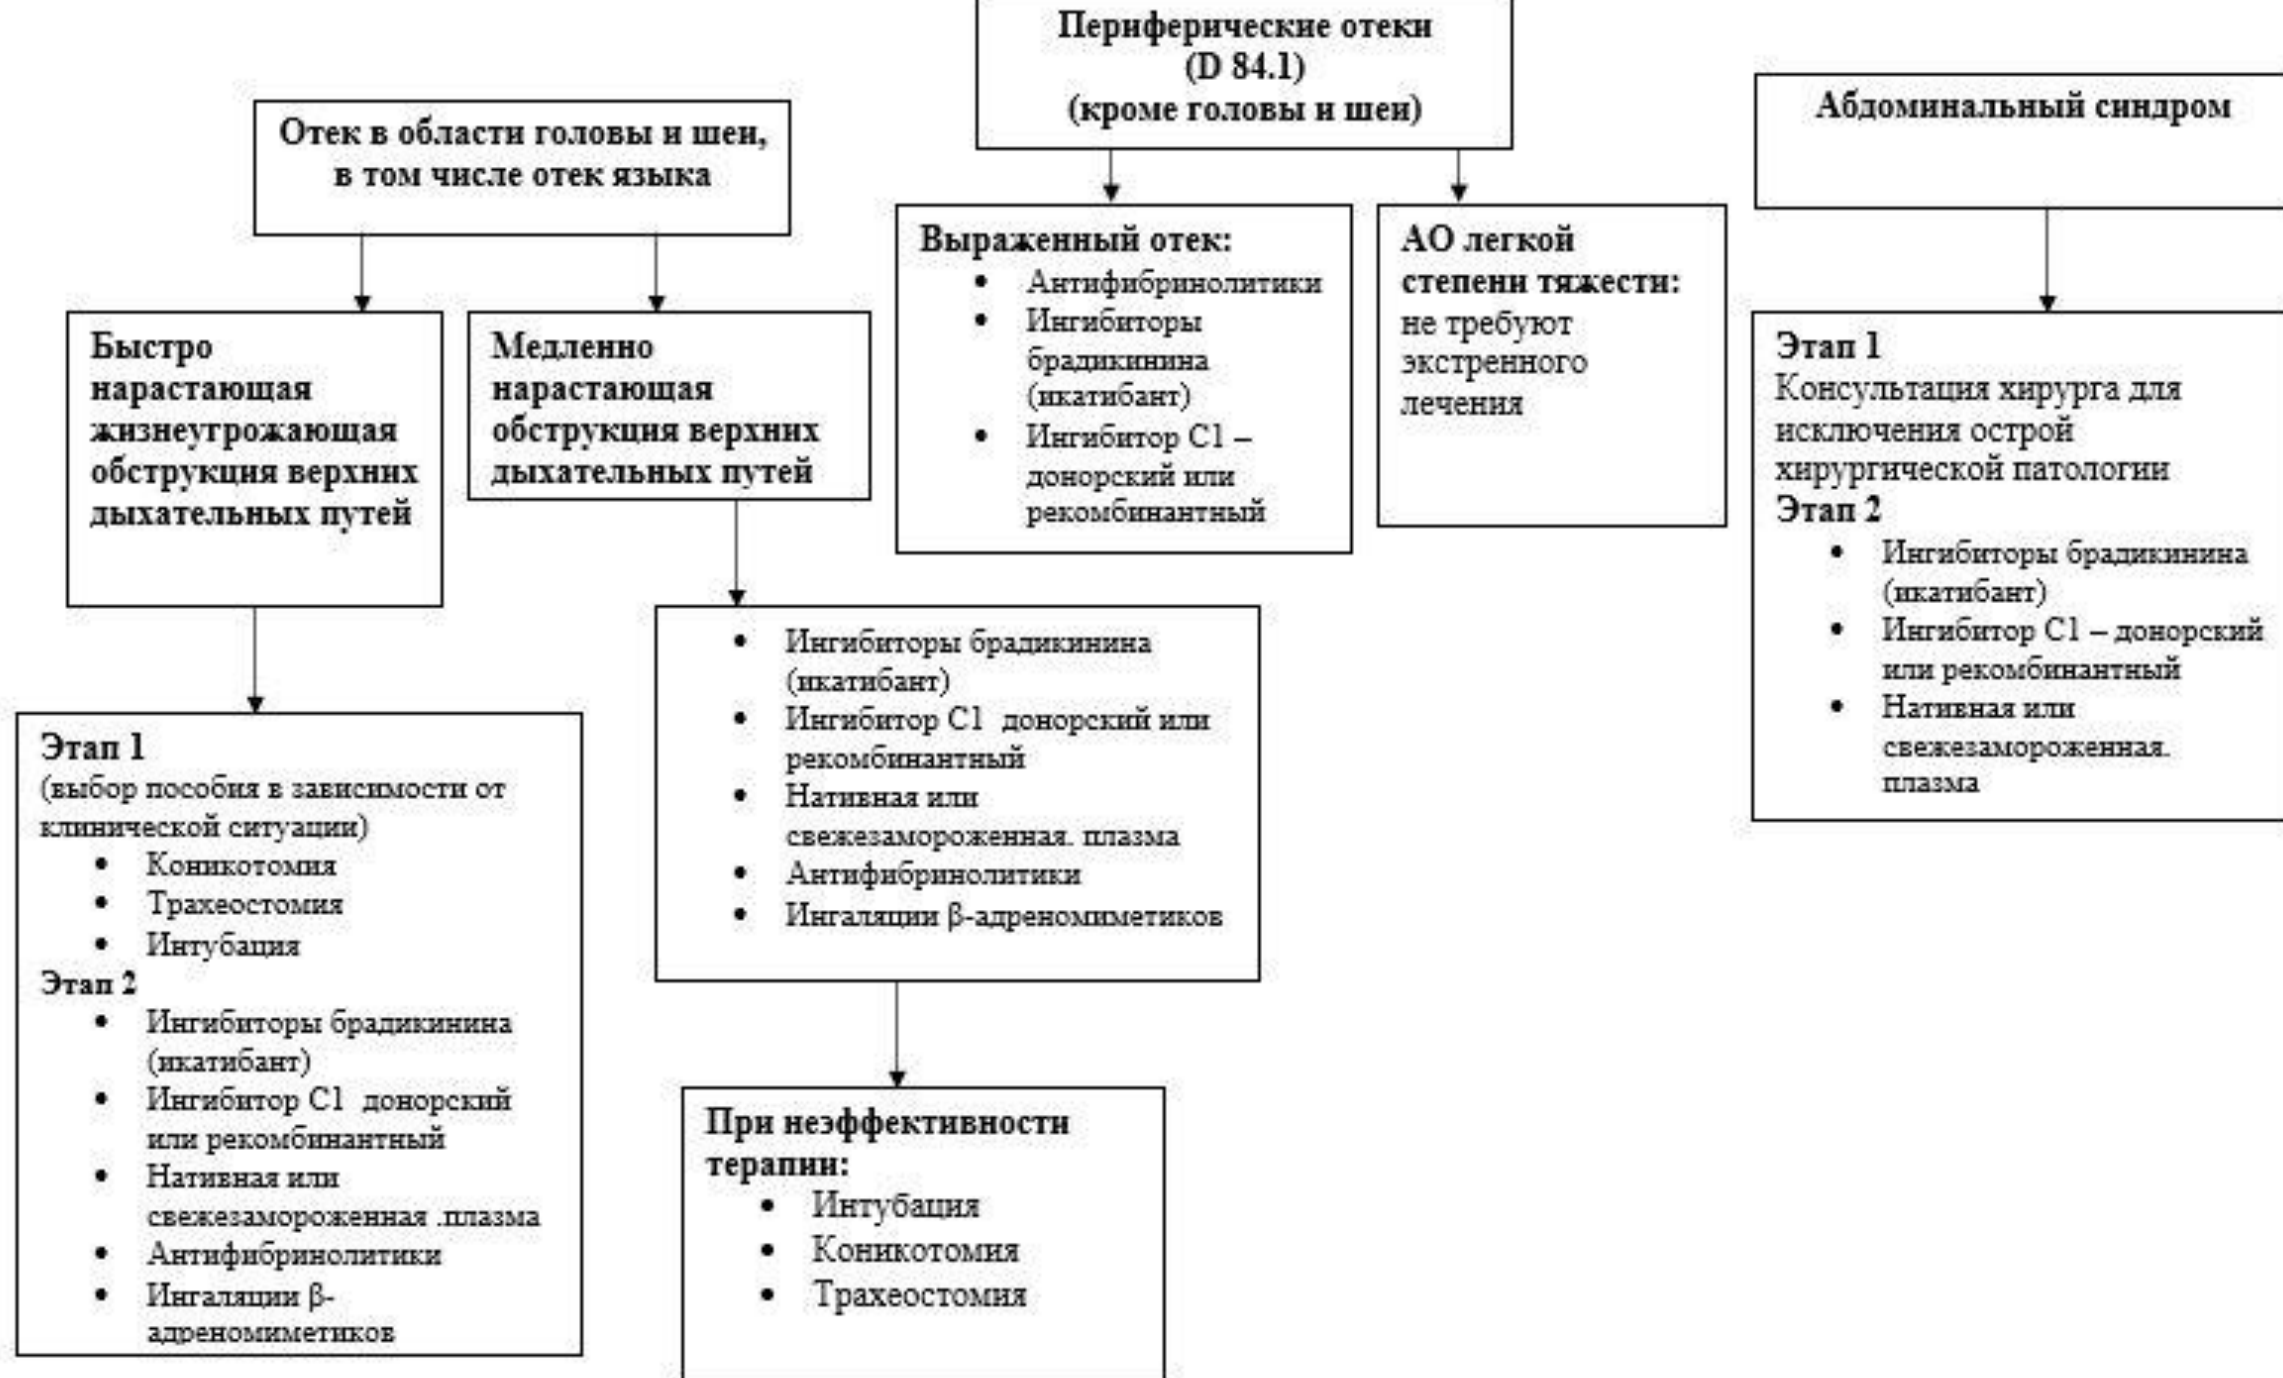 Отек в области головы и шеи,
в том числе отек языка
Быстро
нарастающая
жизнеугрожающая
обструкция верхних
дыхательных путей
Медленно
нарастающая
обструкция верхних
дыхательных путей
Этап 1
(выбор пособия в зависимости от
клинической ситуации)
• Коникотомия
• Трахеостомия
• Интубация
Этап 2
• Ингибиторы брадикинина
(икатибант)
• Ингибитор С1 донорский
или рекомбинантный
• Нативная или
свежезамороженная .плазма
• Антифибринолитики
• Ингаляции β-
адреномиметиков
• Ингибиторы брадикинина
(икатибант)
• Ингибитор С1 донорский или
рекомбинантный
• Нативная или
свежезамороженная. плазма
• Антифибринолитики
• Ингаляции β-адреномиметиков
При неэффективности
терапии:
• Интубация
• Коникотомия
• Трахеостомия
Периферические отеки
(D 84.1)
(кроме головы и шеи)
Выраженный отек:
• Антифибринолитики
• Ингибиторы
брадикинина
(икатибант)
• Ингибитор С1 –
донорский или
рекомбинантный
АО легкой
степени тяжести:
не требуют
экстренного
лечения
Абдоминальный синдром
Этап 1
Консультация хирурга для
исключения острой
хирургической патологии
Этап 2
• Ингибиторы брадикинина
(икатибант)
• Ингибитор С1 – донорский
или рекомбинантный
• Нативная или
свежезамороженная.
плазма